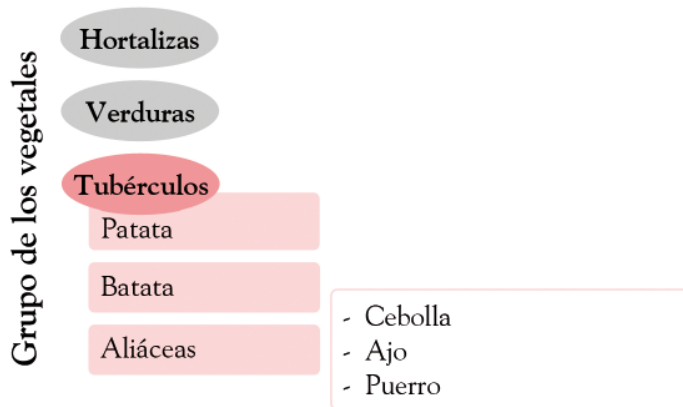 Grupo de los vegetales
Hortalizas
Verduras
Tubérculos
Patata
Batata
Aliáceas
- Cebolla
- Ajo
- Puerro